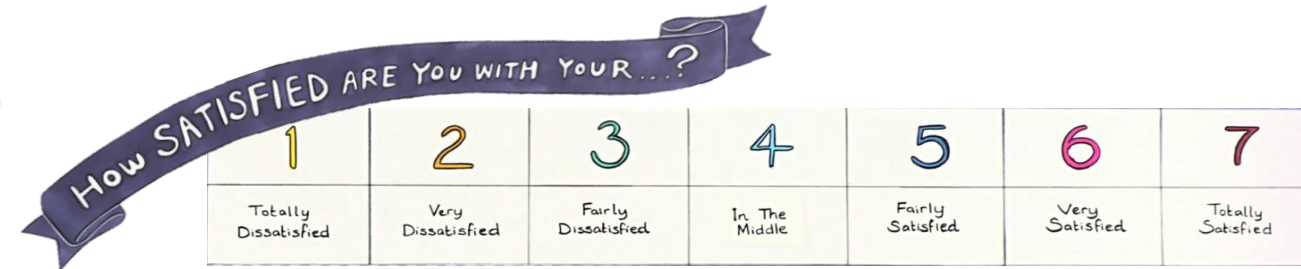 How SATISFIED ARE YOU WITH YOUR...?
1 2 3 4 5 6 7
Totally Dissatisfied
Very Dissatisfied
Fairly Dissatisfied
In The Middle
Fairly Satisfied
Very Satisfied
Totally Satisfied